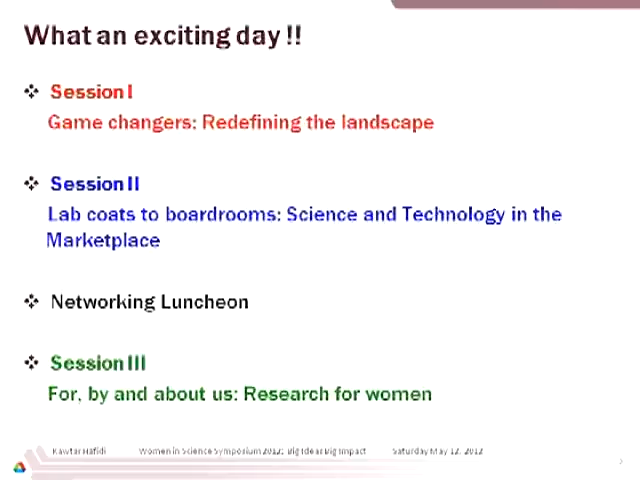 What an exciting day !!
Session I
Game changers: Redefining the landscape
Session II
Lab coats to boardrooms: Science and Technology in the
Marketplace
Networking Luncheon
Session III
For, by and about us: Research for women
Kawtar Hafidi Women in Science Symposium 2012: Big Idea Big Impact Saturday May 12, 2012